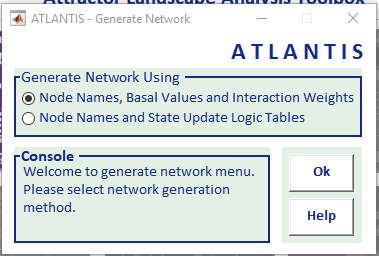 Attractor Landscape Analysis Toolbox
ATLANTIS - Generate Network
ATLANTIS
Generate Network Using
Node Names, Basal Values and Interaction Weights
Node Names and State Update Logic Tables
Console
Welcome to generate network menu.
Please select network generation
method.
Ok
Help